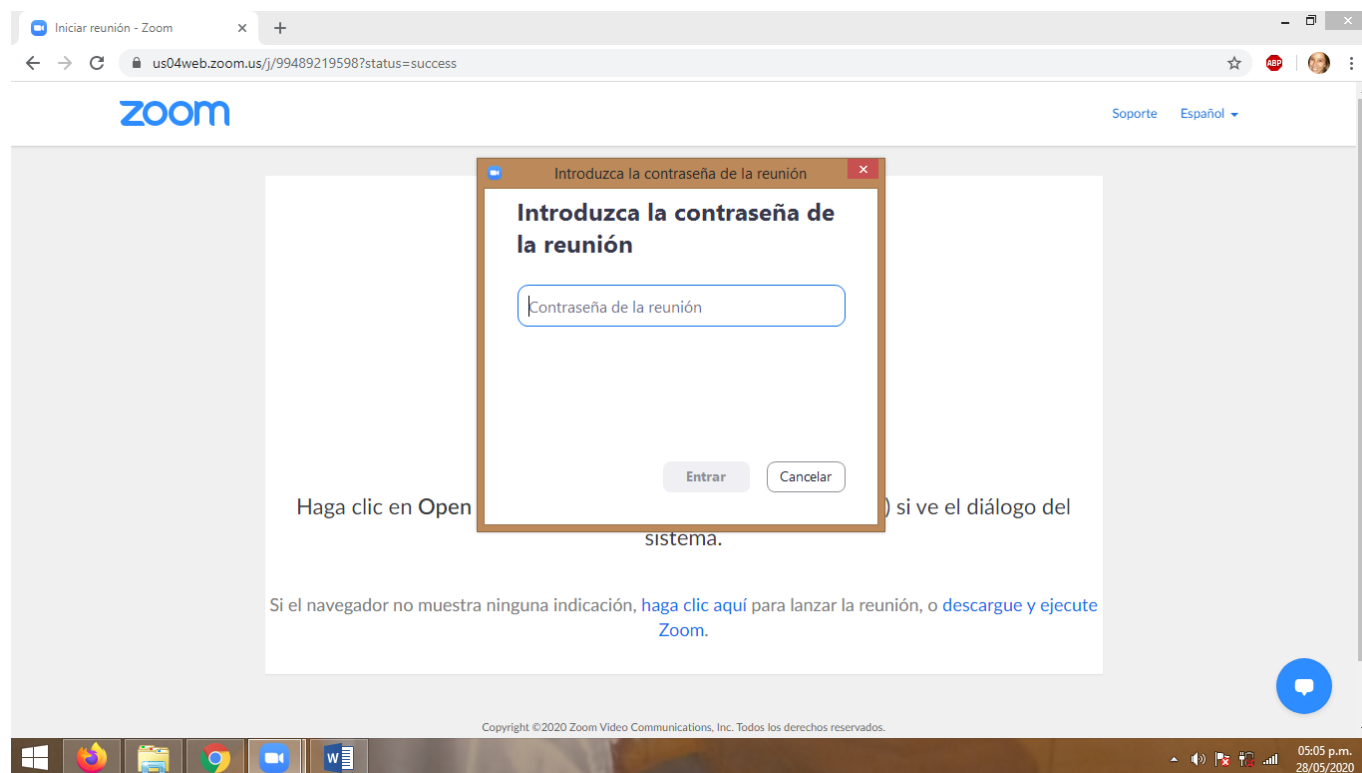 Iniciar reunión - Zoom
us04web.zoom.us/j/99489219598?status=success
ABP
zoom
Soporte
Español
Introduzca la contraseña de la reunión
Introduzca la contraseña de
la reunión
Contraseña de la reunión
Entrar
Cancelar
Haga clic en Open ) si ve el diálogo del
sistema.
Si el navegador no muestra ninguna indicación, haga clic aquí para lanzar la reunión, o descargue y ejecute
Zoom.
Copyright ©2020 Zoom Video Communications, Inc. Todos los derechos reservados.
05:05 p.m.
28/05/2020